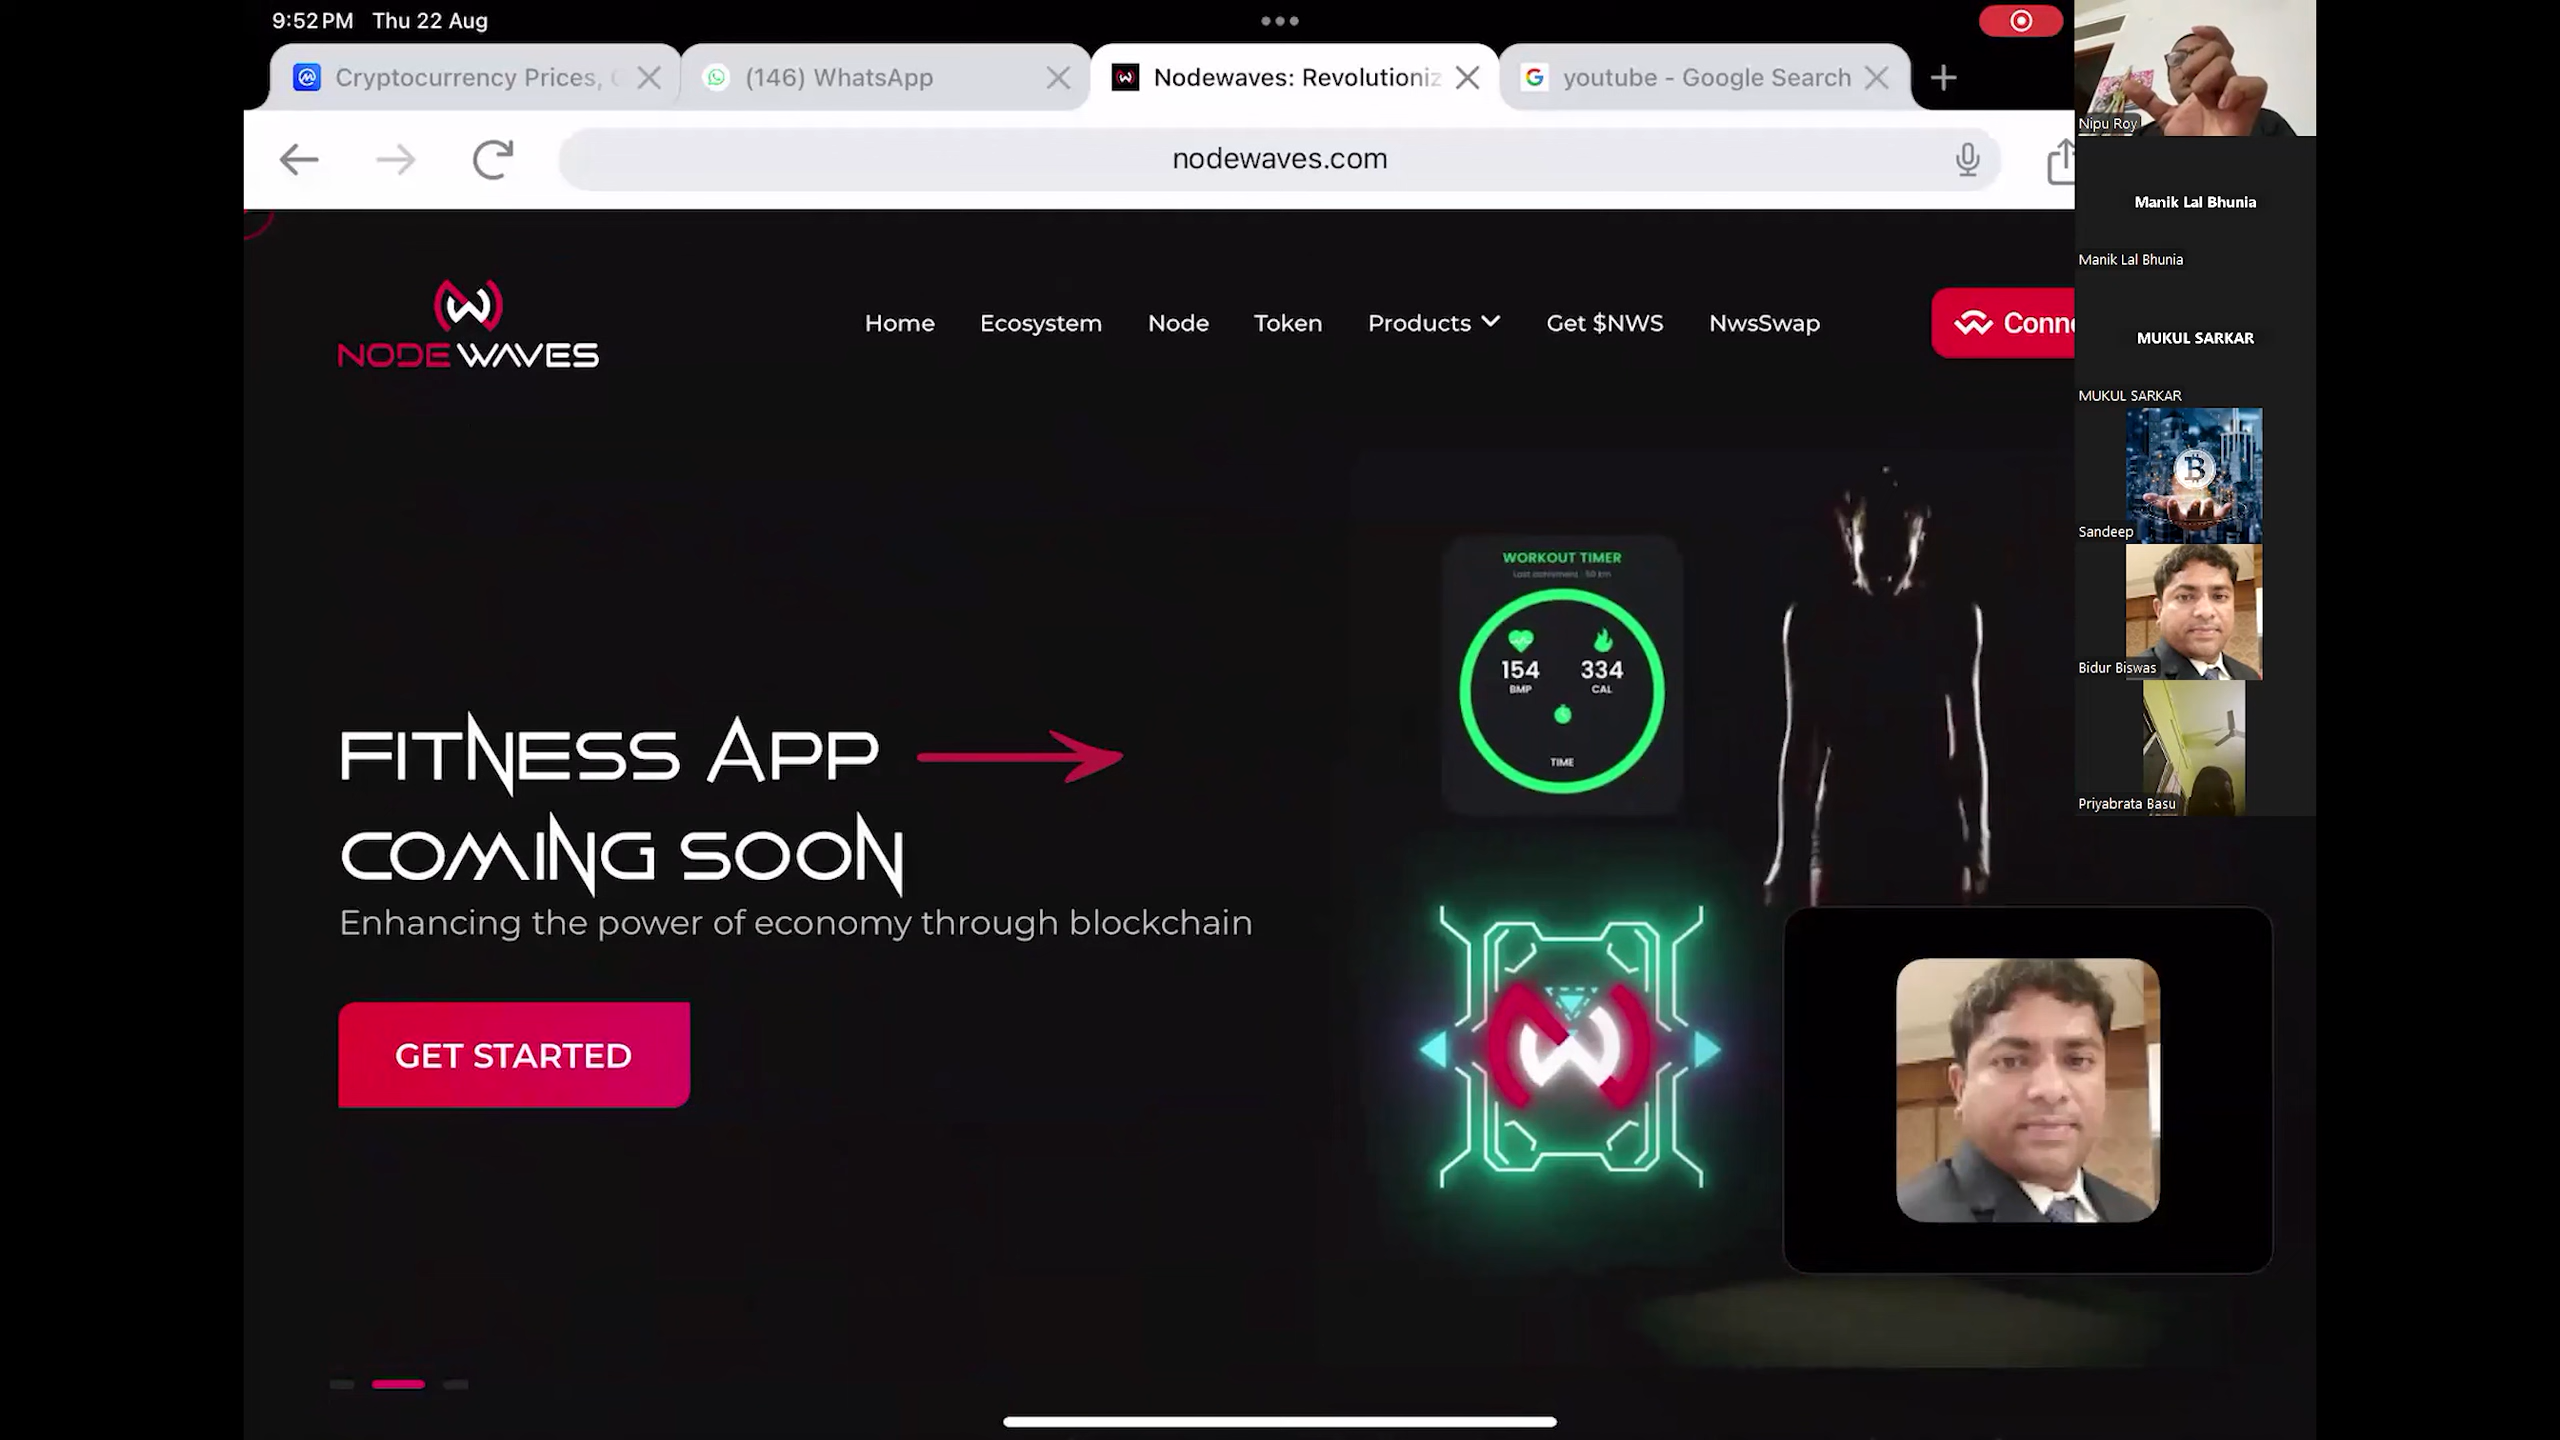 9:52 PM Thu 22 Aug
Cryptocurrency Prices,
(146) WhatsApp
Nodewaves: Revolutioniz
youtube - Google Search
nodewaves.com
NODE WAVES
Home
Ecosystem
Node
Token
Products
Get $NWS
NwsSwap
Conne
WORKOUT TIMER
154
BMP
334
CAL
TIME
FITNESS APP
COMING SOON
Enhancing the power of economy through blockchain
GET STARTED
Nipu Roy
Manik Lal Bhunia
Manik Lal Bhunia
MUKUL SARKAR
MUKUL SARKAR
Sandeep
Bidur Biswas
Priyabrata Basu